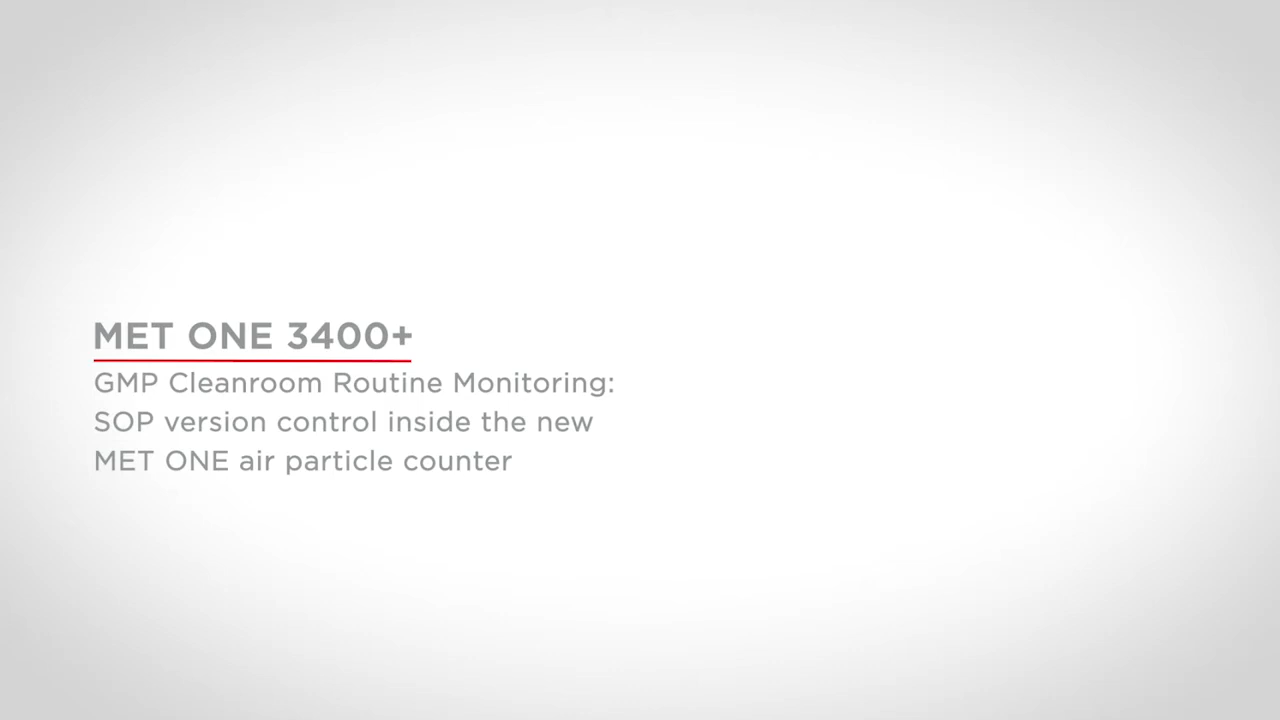 MET ONE 3400+
GMP Cleanroom Routine Monitoring:
SOP version control inside the new
MET ONE air particle counter